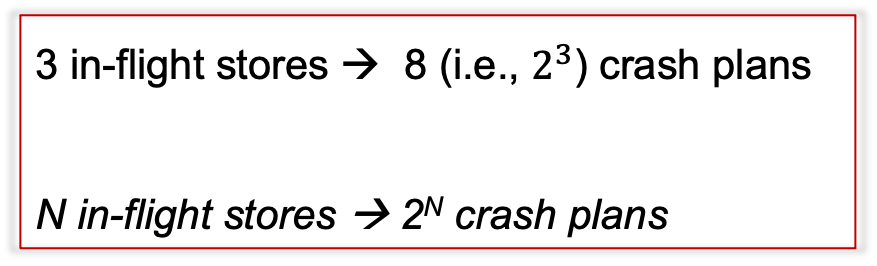 3 in-flight stores → 8 (i.e., 2³) crash plans
N in-flight stores → 2ᴺ crash plans